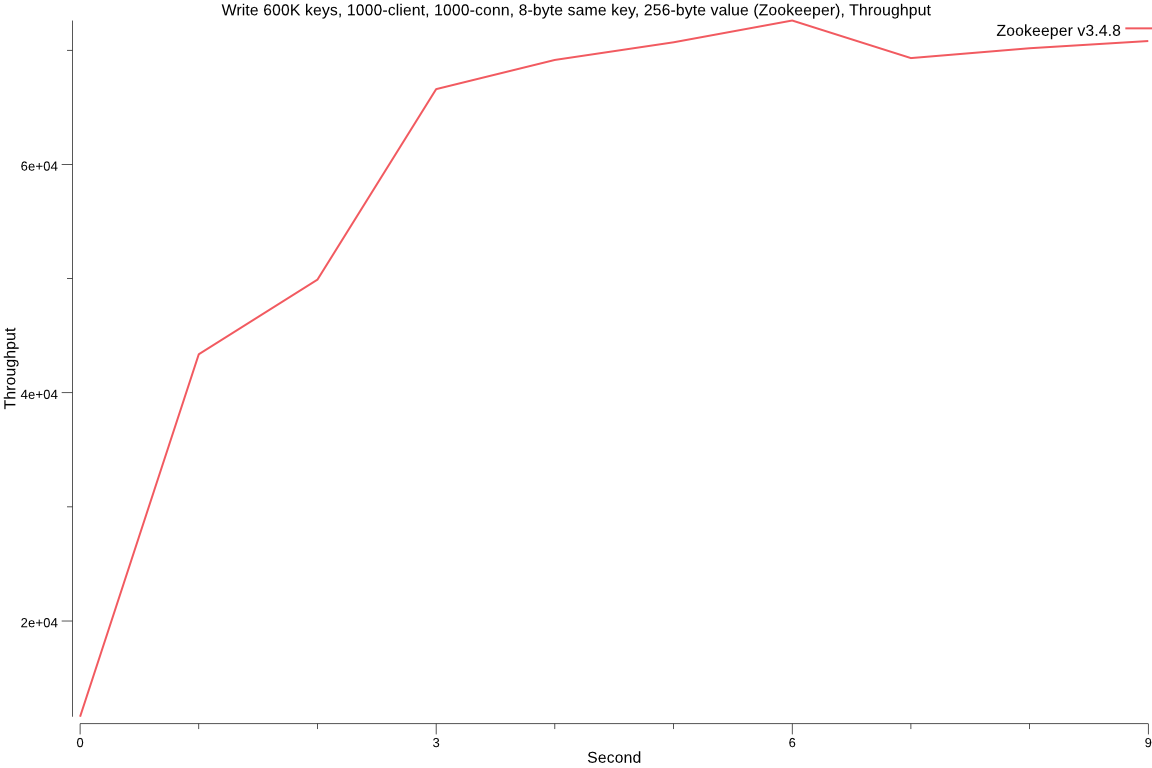 Write 600K keys, 1000-client, 1000-conn, 8-byte same key, 256-byte value (Zookeeper), Throughput
Zookeeper v3.4.8
6e+04
Throughput
4e+04
2e+04
0 3 6 9
Second